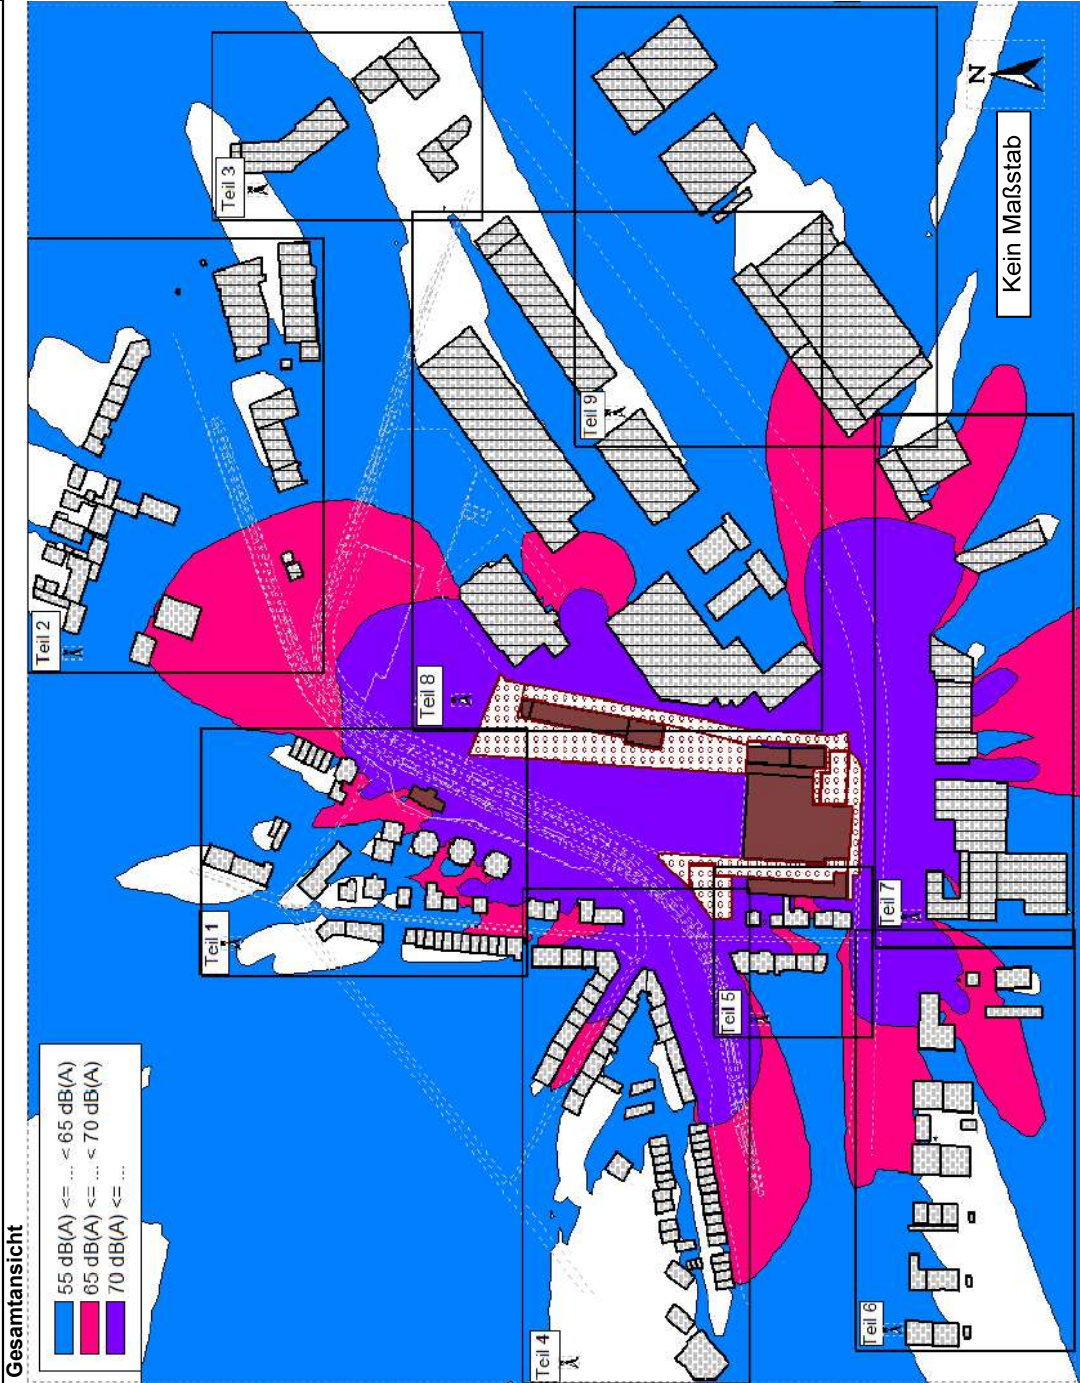 Gesamtansicht
55 dB(A) <= ... < 65 dB(A)
65 dB(A) <= ... < 70 dB(A)
70 dB(A) <= ...
Teil 1
Teil 2
Teil 3
Teil 4
Teil 5
Teil 6
Teil 7
Teil 8
Teil 9
N
Kein Maßstab